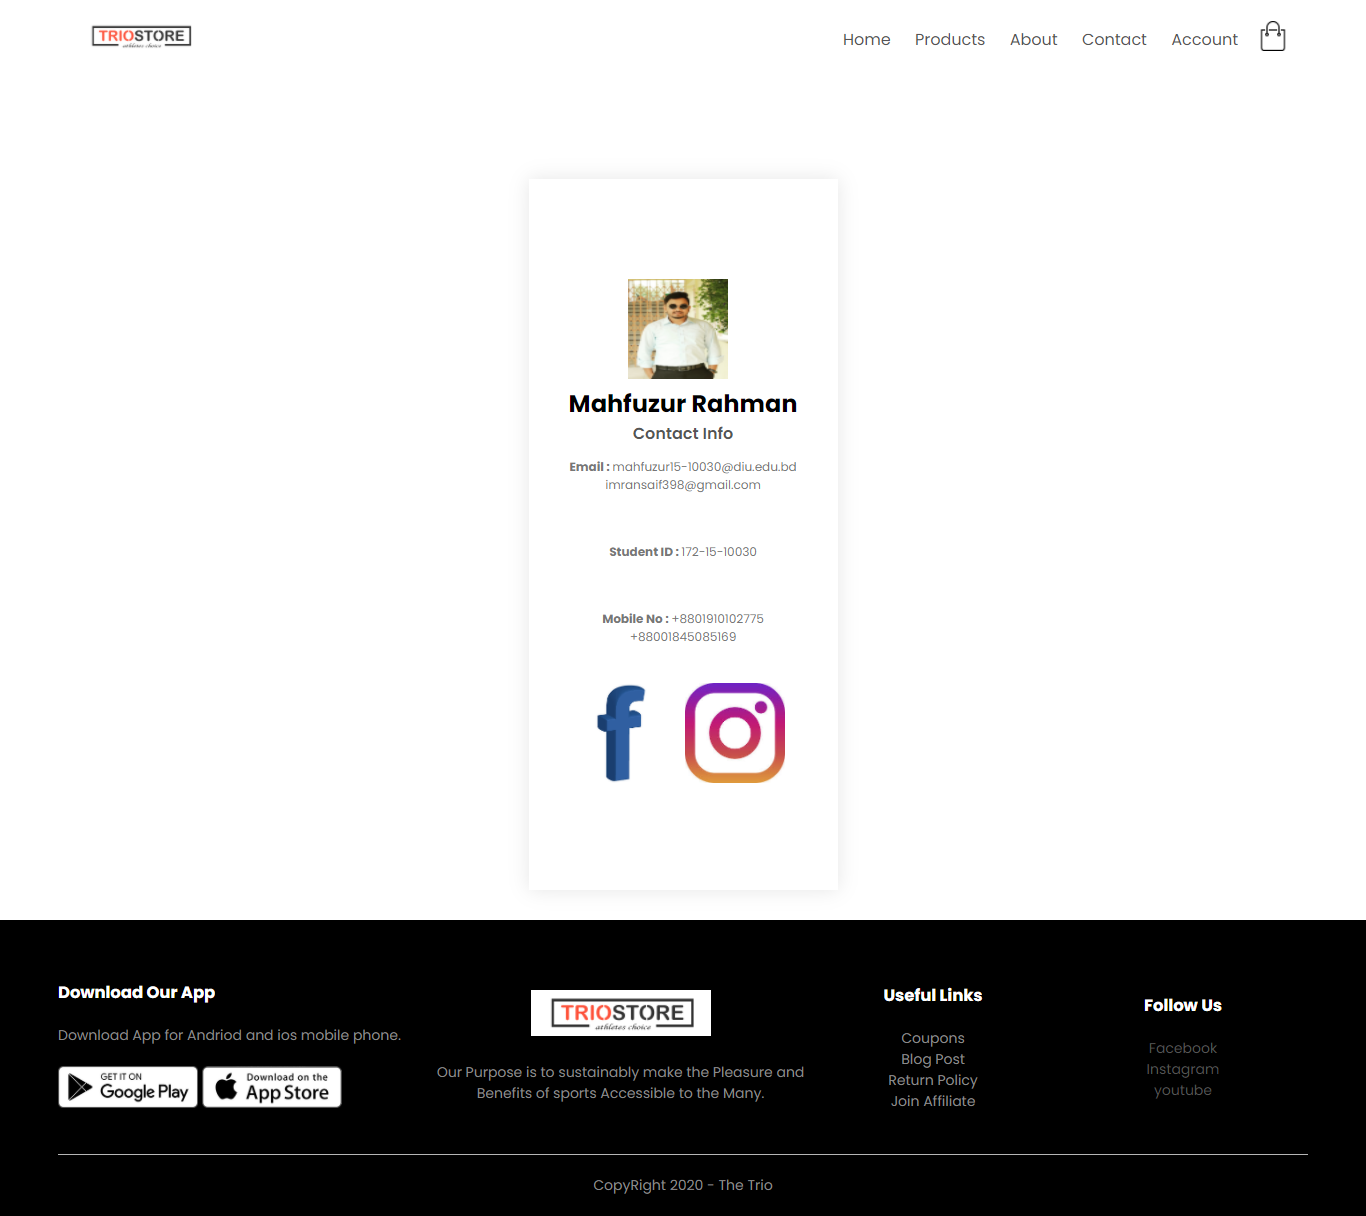 TRIOSTORE
athletes choice
Home Products About Contact Account
Mahfuzur Rahman
Contact Info
Email : mahfuzur15-10030@diu.edu.bd
imransaif398@gmail.com
Student ID : 172-15-10030
Mobile No : +8801910102775
+88001845085169
Download Our App
Download App for Andriod and ios mobile phone.
GET IT ON
Google Play
Download on the
App Store
TRIOSTORE
athletes choice
Our Purpose is to sustainably make the Pleasure and
Benefits of sports Accessible to the Many.
Useful Links
Coupons
Blog Post
Return Policy
Join Affiliate
Follow Us
Facebook
Instagram
youtube
CopyRight 2020 - The Trio